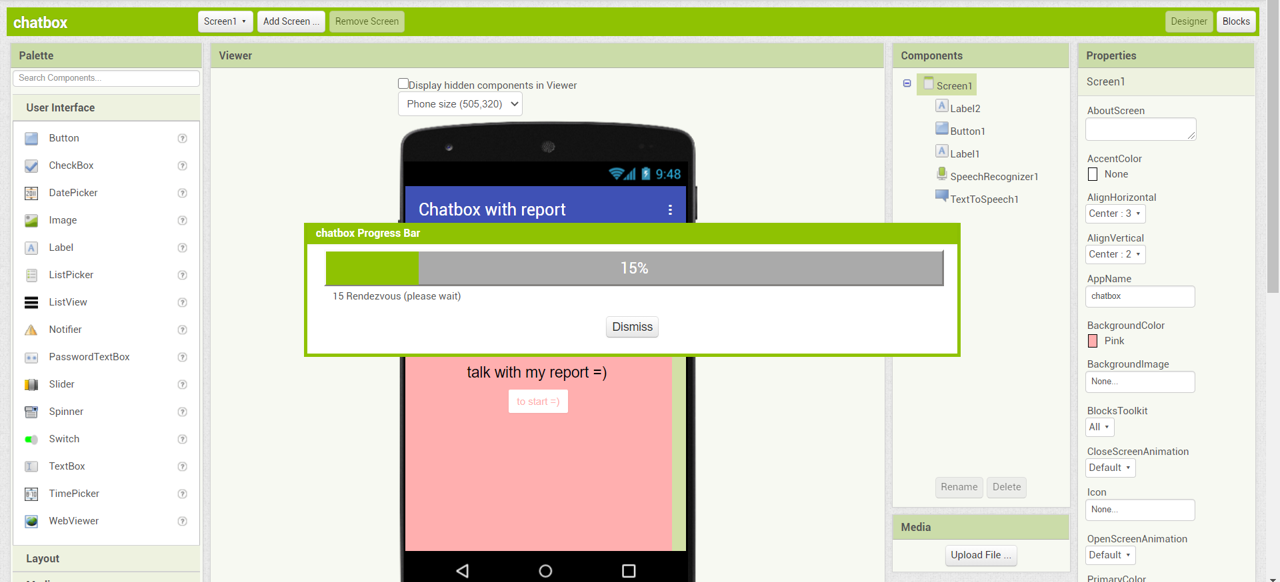 chatbox
Screen1
Add Screen ...
Remove Screen
Designer
Blocks
Palette
Search Components...
User Interface
Button
CheckBox
DatePicker
Image
Label
ListPicker
ListView
Notifier
PasswordTextBox
Slider
Spinner
Switch
TextBox
TimePicker
WebViewer
Layout
Viewer
Display hidden components in Viewer
Phone size (505,320)
9:48
Chatbox with report
chatbox Progress Bar
15%
15 Rendezvous (please wait)
Dismiss
talk with my report =)
to start =)
Components
Screen1
Label2
Button1
Label1
SpeechRecognizer1
TextToSpeech1
Rename
Delete
Media
Upload File ...
Properties
Screen1
AboutScreen
AccentColor
None
AlignHorizontal
Center : 3
AlignVertical
Center : 2
AppName
chatbox
BackgroundColor
Pink
BackgroundImage
None...
BlocksToolkit
All
CloseScreenAnimation
Default
Icon
None...
OpenScreenAnimation
Default
PrimaryColor